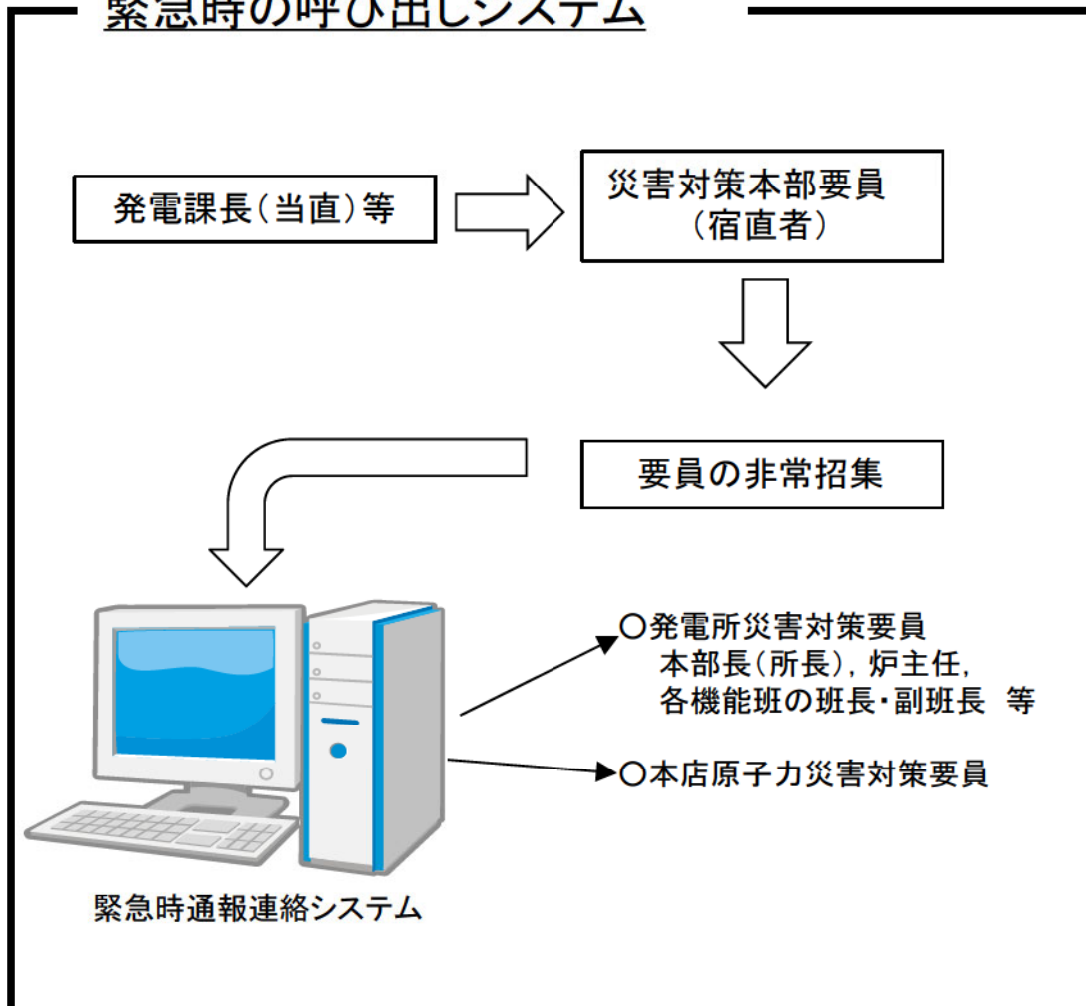 緊急時の呼び出しシステム
発電課長(当直)等
災害対策本部要員
(宿直者)
要員の非常招集
○発電所災害対策要員
本部長(所長),炉主任,
各機能班の班長・副班長 等
○本店原子力災害対策要員
緊急時通報連絡システム